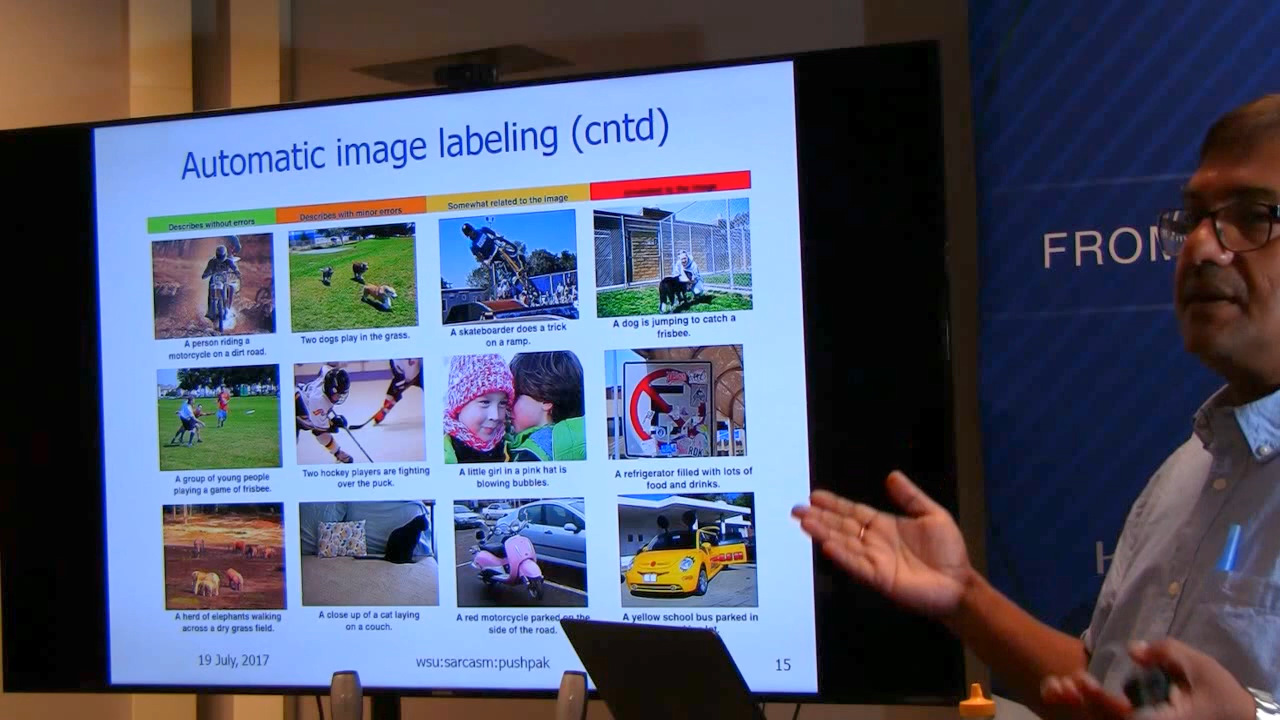 Automatic image labeling (cntd)
Describes without errors
Describes with minor errors
Somewhat related to the image
A person riding a
motorcycle on a dirt road.
Two dogs play in the grass.
A skateboarder does a trick
on a ramp.
A dog is jumping to catch a
frisbee.
A group of young people
playing a game of frisbee.
Two hockey players are fighting
over the puck.
A little girl in a pink hat is
blowing bubbles.
A refrigerator filled with lots of
food and drinks.
A herd of elephants walking
across a dry grass field.
A close up of a cat laying
on a couch.
A red motorcycle parked on the
side of the road.
A yellow school bus parked in
19 July, 2017
wsu:sarcasm:pushpak
15
FROM
H